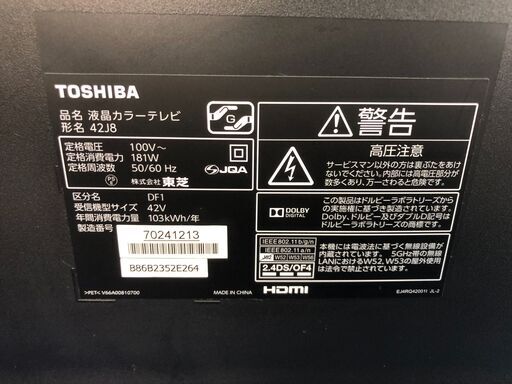 TOSHIBA
品名 液晶カラーテレビ
形名 42J8
G
定格電圧 100V~
定格消費電力 181W
定格周波数 50/60 Hz
PS
JQA
株式会社 東芝
区分名 DF1
受信機型サイズ 42V
年間消費電力量 103kWh/年
製造番号
70241213
B86B2352E264
>PET< V66A00810700
MADE IN CHINA
警告
高圧注意
サービスマン以外の方は裏ぶたをあけ
ないでください。内部には高電圧部分が
数多くあり、万一さわると危険です。
DOLBY
DIGITAL
この製品はドルビーラボラトリーズの
実施権に基づき製造されています。
Dolby、ドルビー及びダブルD記号は
ドルビーラボラトリーズの商標です。
IEEE802.11b/g/n
IEEE802.11a/n
J52 W52 W53 W56
2.4DS/OF4
本機には電波法に基づく無線設備が
内蔵されています。 5GHz帯の無線
LANにおけるW52、W53の屋外使用
は法令で禁止されています。
HDMI
EJ4RQ42001I JL-2